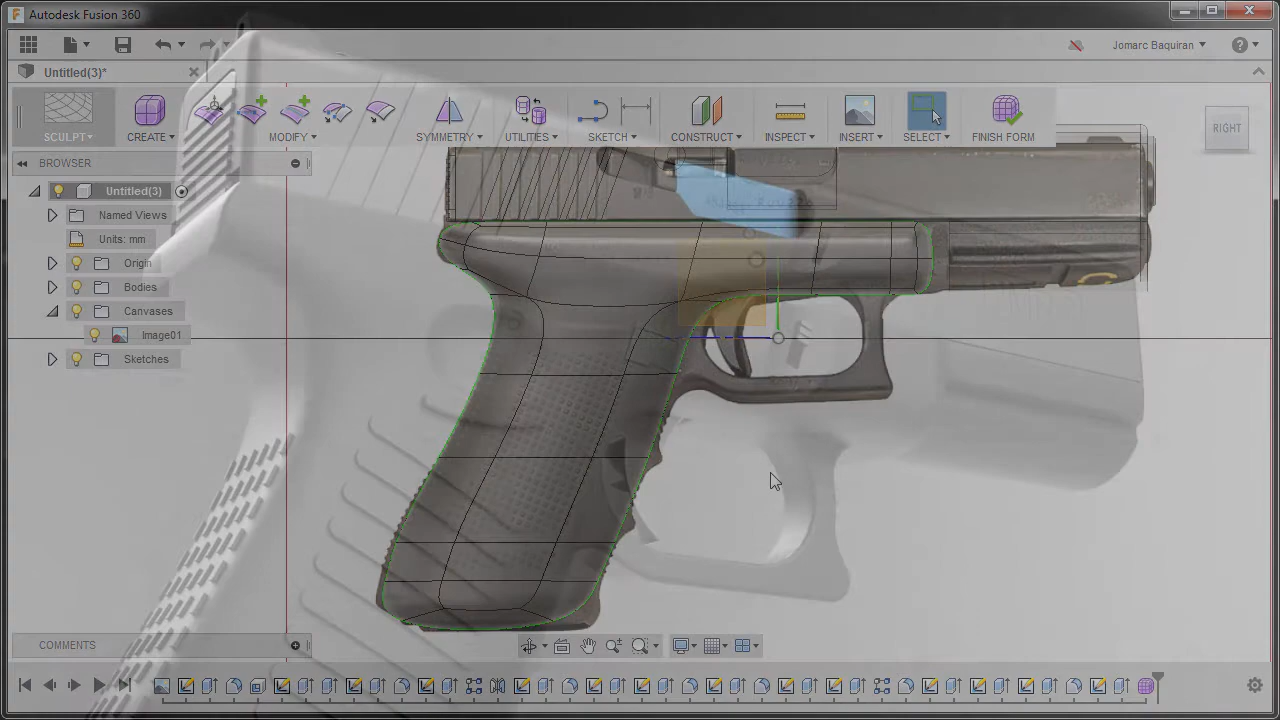 Autodesk Fusion 360
Jomarc Baquiran
Untitled(3)*
SCULPT
CREATE
MODIFY
SYMMETRY
UTILITIES
SKETCH
CONSTRUCT
INSPECT
INSERT
SELECT
FINISH FORM
RIGHT
BROWSER
Untitled(3)
Named Views
Units: mm
Origin
Bodies
Canvases
Image01
Sketches
COMMENTS